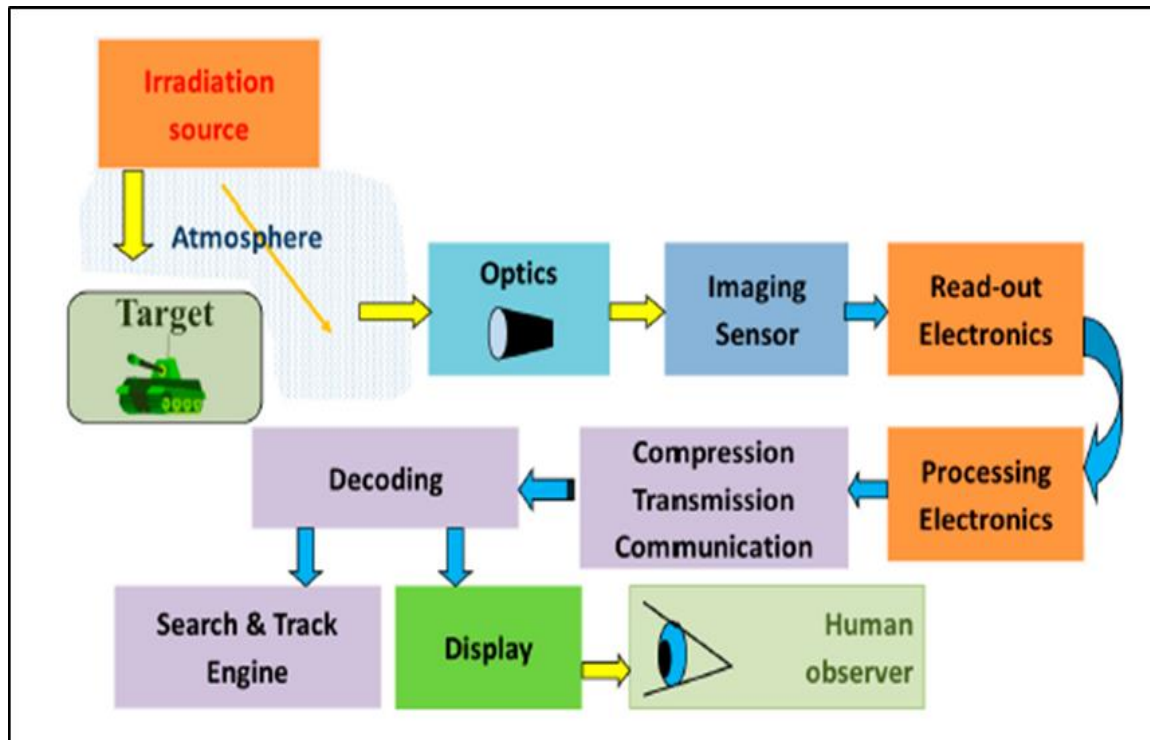 Irradiation
source
Atmosphere
Target
Optics
Imaging
Sensor
Read-out
Electronics
Processing
Electronics
Compression
Transmission
Communication
Decoding
Search & Track
Engine
Display
Human
observer